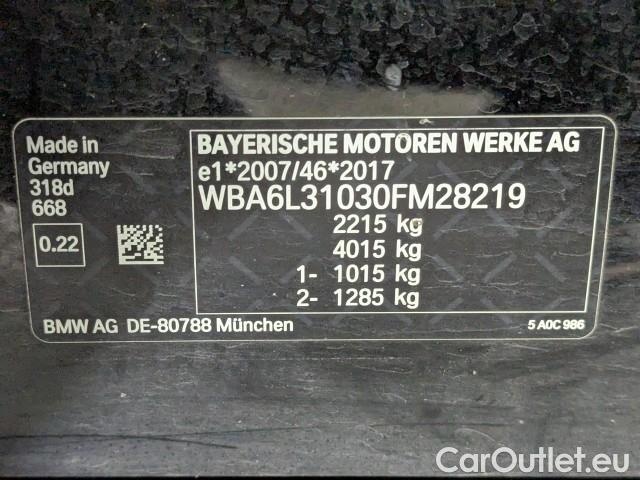 Made in
Germany
318d
668
0.22
BAYERISCHE MOTOREN WERKE AG
e1*2007/46*2017
WBA6L31030FM28219
2215 kg
4015 kg
1- 1015 kg
2- 1285 kg
BMW AG DE-80788 München
5 A0C 986
CarOutlet.eu